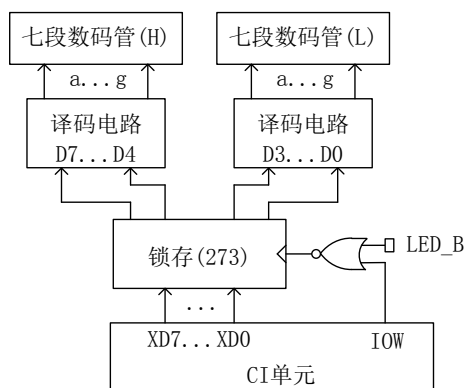 七段数码管(H) 七段数码管(L)
a...g a...g
译码电路 译码电路
D7...D4 D3...D0
锁存(273) LED_B
...
XD7...XD0 IOW
CI单元